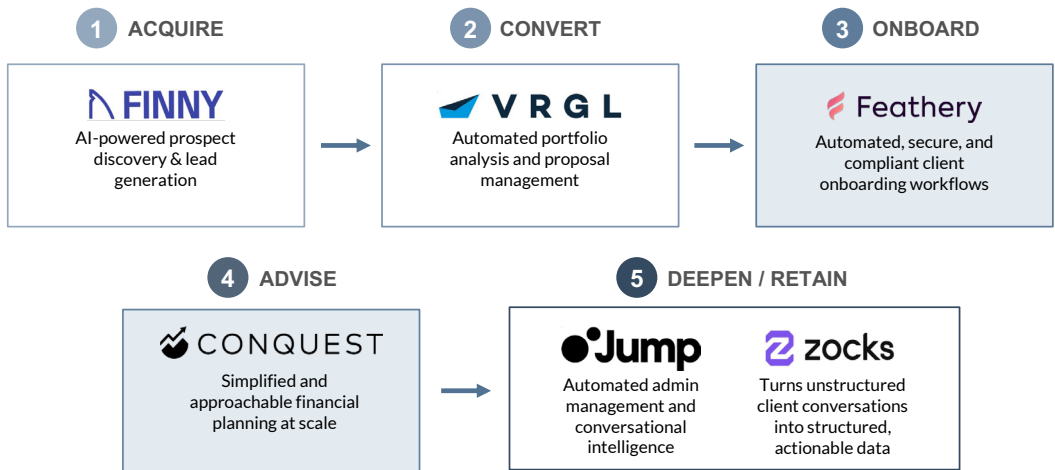 1 ACQUIRE
FINNY
AI-powered prospect
discovery & lead
generation
2 CONVERT
VRGL
Automated portfolio
analysis and proposal
management
3 ONBOARD
Feathery
Automated, secure, and
compliant client
onboarding workflows
4 ADVISE
CONQUEST
Simplified and
approachable financial
planning at scale
5 DEEPEN / RETAIN
Jump
Automated admin
management and
conversational
intelligence
zocks
Turns unstructured
client conversations
into structured,
actionable data